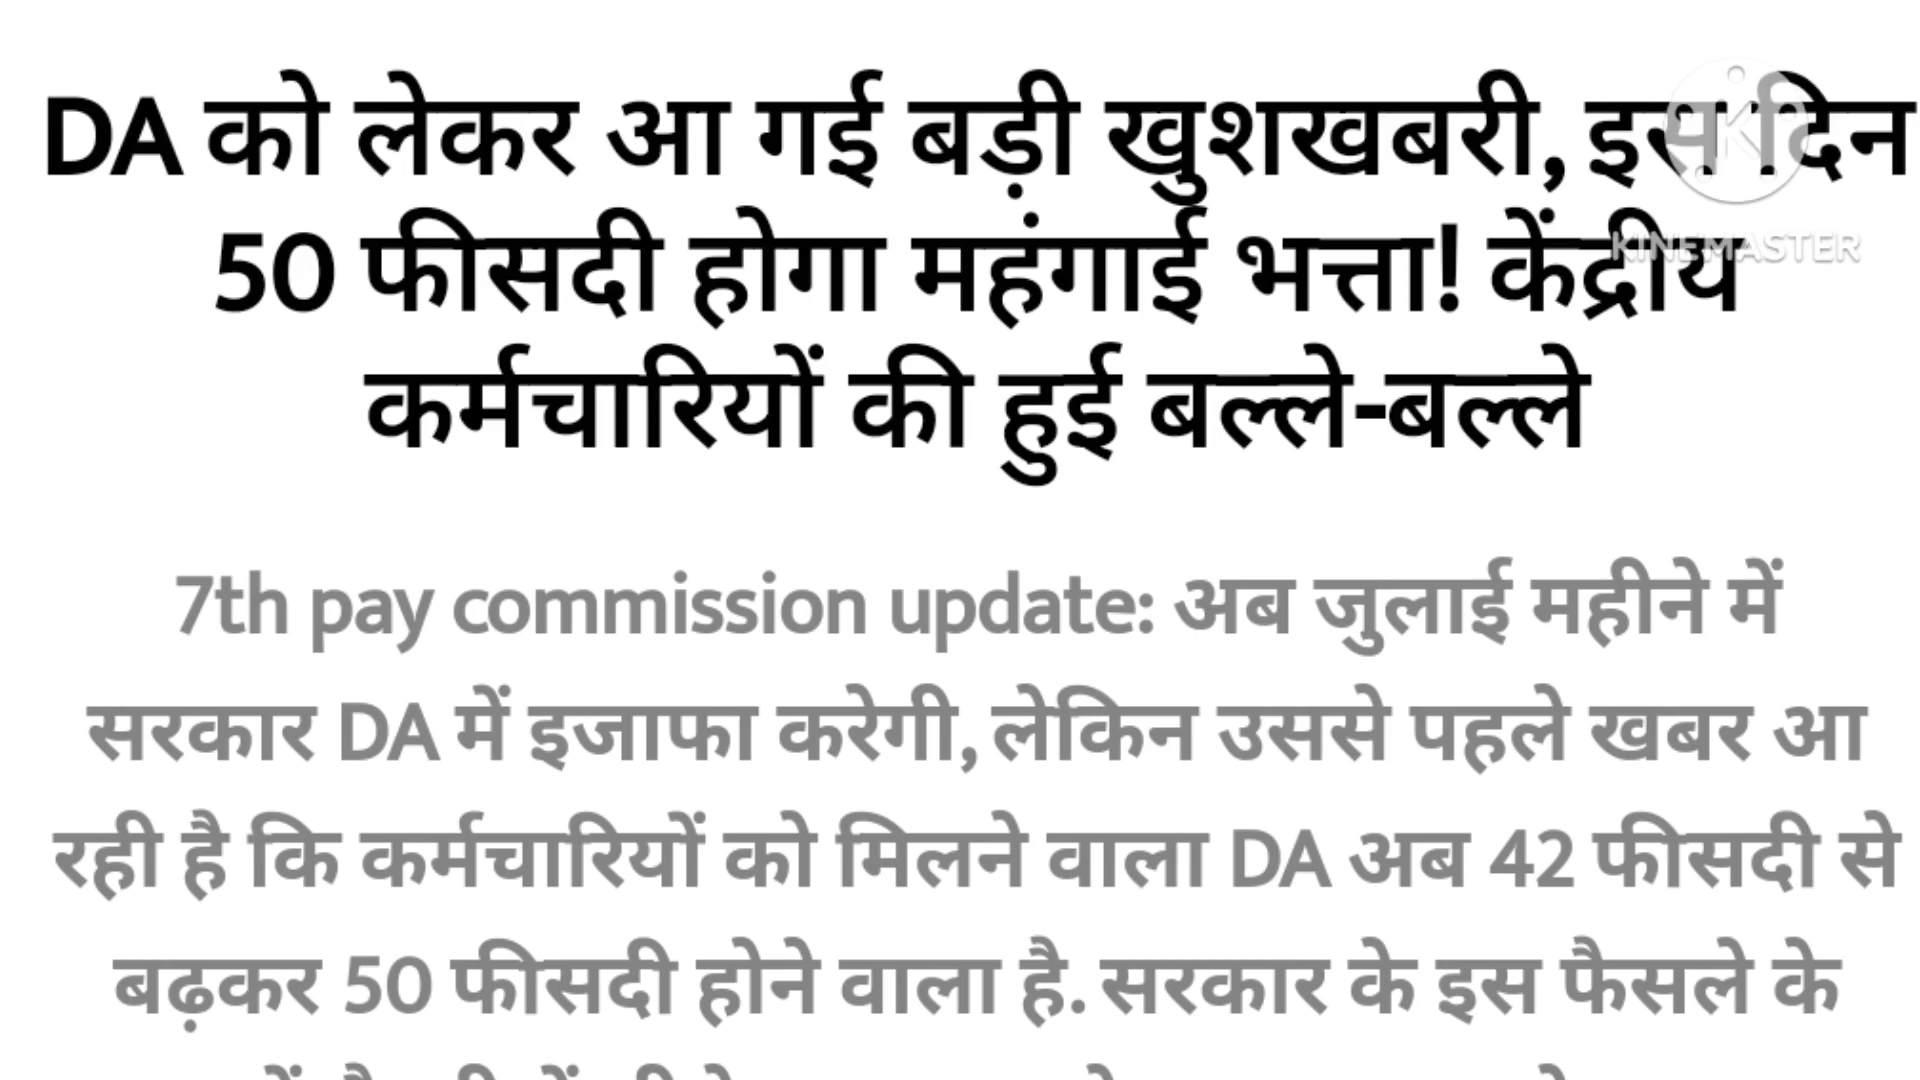 DA को लेकर आ गई बड़ी खुशखबरी, इस दिन
50 फीसदी होगा महंगाई भत्ता! केंद्रीय
KINEMASTER
कर्मचारियों की हुई बल्ले-बल्ले
7th pay commission update: अब जुलाई महीने में
सरकार DA में इजाफा करेगी, लेकिन उससे पहले खबर आ
रही है कि कर्मचारियों को मिलने वाला DA अब 42 फीसदी से
बढ़कर 50 फीसदी होने वाला है. सरकार के इस फैसले के